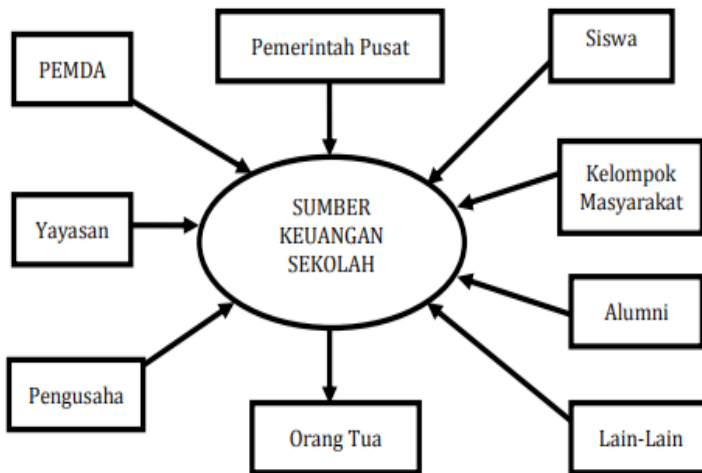 PEMDA
Pemerintah Pusat
Siswa
Yayasan
SUMBER
KEUANGAN
SEKOLAH
Kelompok
Masyarakat
Alumni
Pengusaha
Orang Tua
Lain-Lain